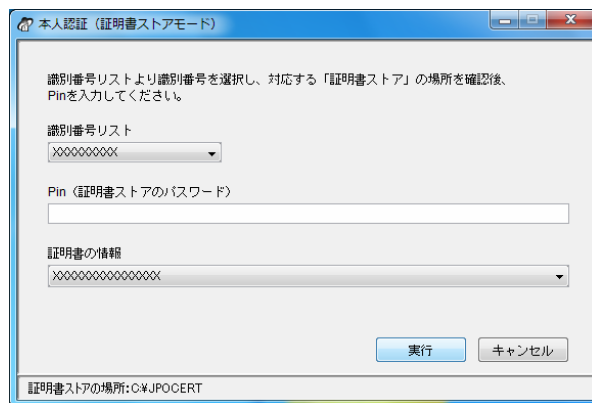 本人認証（証明書ストアモード）
識別番号リストより識別番号を選択し、対応する「証明書ストア」の場所を確認後、
Pinを入力してください。
識別番号リスト
XXXXXXXXX
Pin（証明書ストアのパスワード）
証明書の情報
XXXXXXXXXXXXXXX
実行 キャンセル
証明書ストアの場所:C:¥JPOCERT